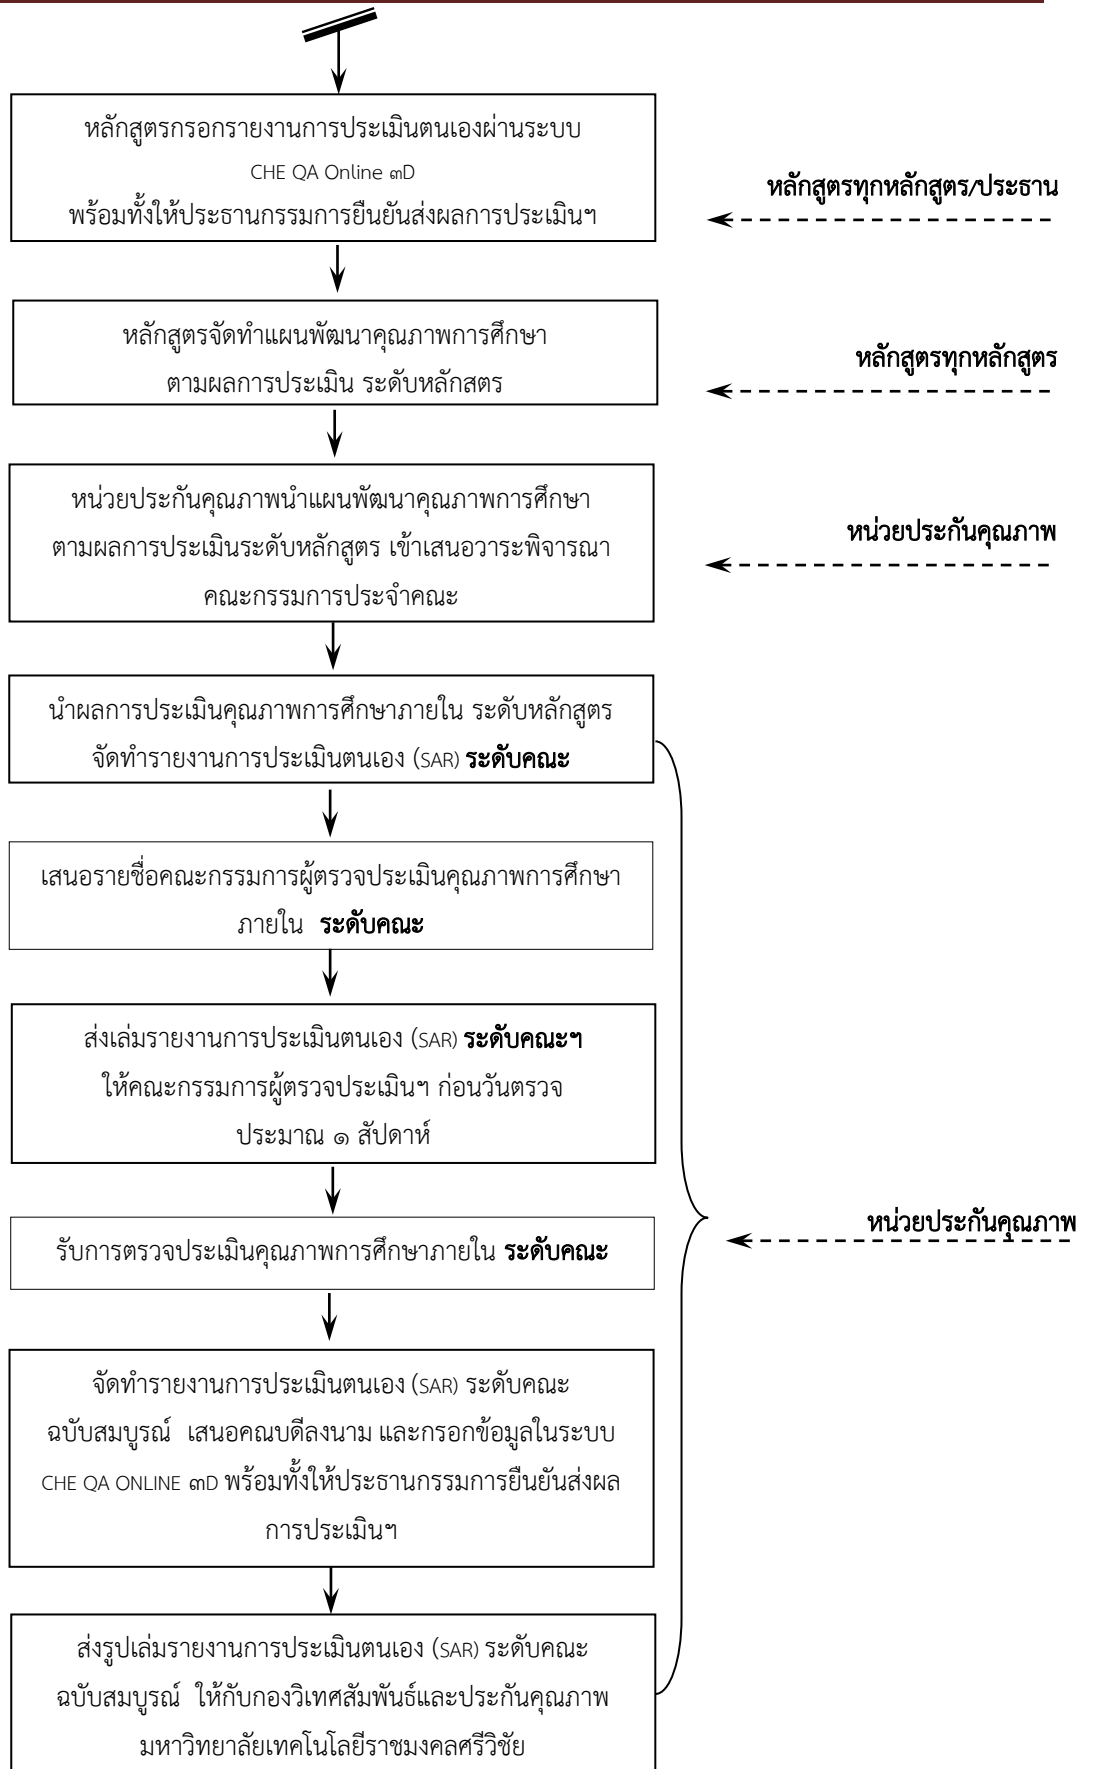 หลักสูตรกรอกรายงานการประเมินตนเองผ่านระบบ
CHE QA Online ๓D
พร้อมทั้งให้ประธานกรรมการยืนยันส่งผลการประเมินฯ
หลักสูตรทุกหลักสูตร/ประธาน
หลักสูตรจัดทำแผนพัฒนาคุณภาพการศึกษา
ตามผลการประเมิน ระดับหลักสตร
หลักสูตรทุกหลักสูตร
หน่วยประกันคุณภาพนำแผนพัฒนาคุณภาพการศึกษา
ตามผลการประเมินระดับหลักสูตร เข้าเสนอวาระพิจารณา
คณะกรรมการประจำคณะ
หน่วยประกันคุณภาพ
นำผลการประเมินคุณภาพการศึกษาภายใน ระดับหลักสูตร
จัดทำรายงานการประเมินตนเอง (SAR) ระดับคณะ
เสนอรายชื่อคณะกรรมการผู้ตรวจประเมินคุณภาพการศึกษา
ภายใน ระดับคณะ
ส่งเล่มรายงานการประเมินตนเอง (SAR) ระดับคณะฯ
ให้คณะกรรมการผู้ตรวจประเมินฯ ก่อนวันตรวจ
ประมาณ ๑ สัปดาห์
รับการตรวจประเมินคุณภาพการศึกษาภายใน ระดับคณะ
หน่วยประกันคุณภาพ
จัดทำรายงานการประเมินตนเอง (SAR) ระดับคณะ
ฉบับสมบูรณ์ เสนอคณบดีลงนาม และกรอกข้อมูลในระบบ
CHE QA ONLINE ๓D พร้อมทั้งให้ประธานกรรมการยืนยันส่งผล
การประเมินฯ
ส่งรูปเล่มรายงานการประเมินตนเอง (SAR) ระดับคณะ
ฉบับสมบูรณ์ ให้กับกองวิเทศสัมพันธ์และประกันคุณภาพ
มหาวิทยาลัยเทคโนโลยีราชมงคลศรีวิชัย